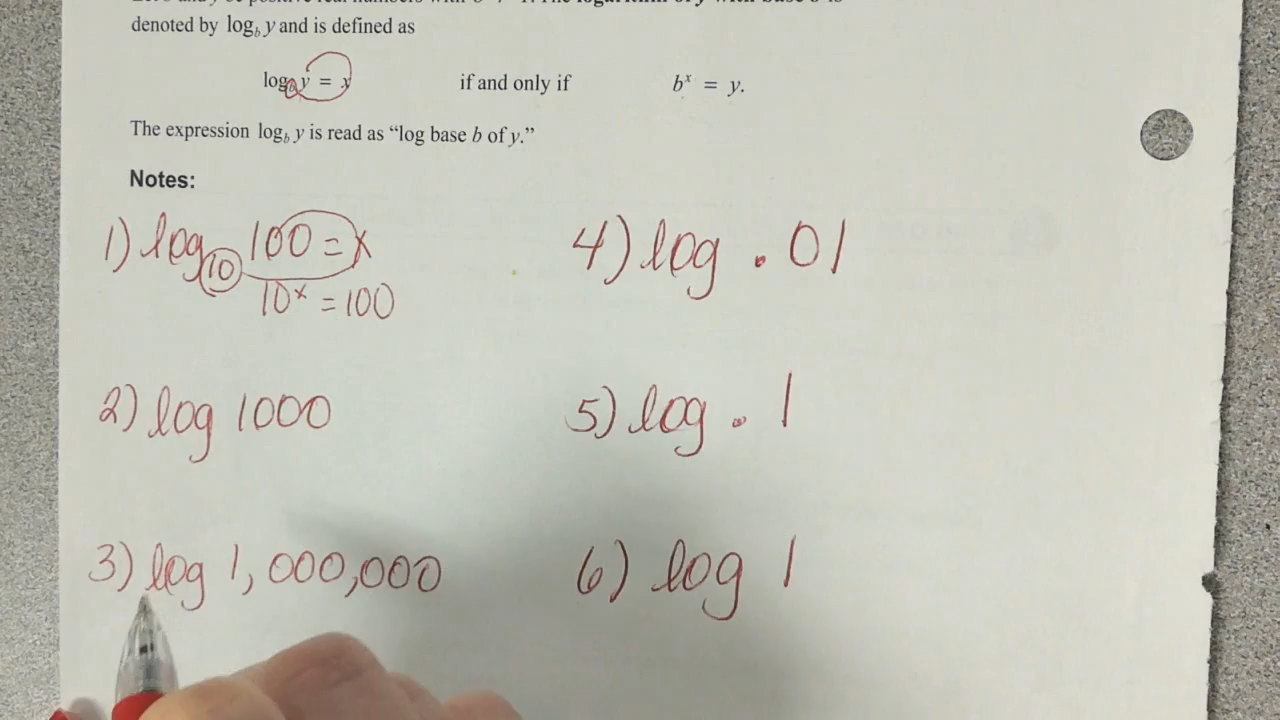 denoted by log_b y and is defined as
log_b y = x if and only if b^x = y.
The expression log_b y is read as “log base b of y.”
Notes:
1) log_10 100 = x
10^x = 100
2) log 1000
3) log 1,000,000
4) log .01
5) log .1
6) log 1